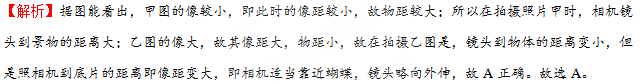 【解析】据图能看出，甲图的像较小，即此时的像距较小，故物距较大；所以在拍摄照片甲时，相机镜
头到景物的距离大；乙图的像大，故其像距大，物距小，故在拍摄乙图是，镜头到物体的距离变小，但
是照相机到底片的距离即像距变大，即相机适当靠近蝴蝶，镜头略向外伸，故 A 正确。故选 A。